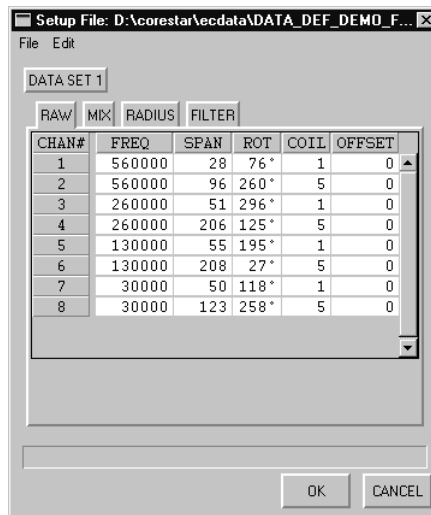 Setup File: D:\corestar\ecdata\DATA_DEF_DEMO_F...
File Edit
DATA SET 1
RAW MIX RADIUS FILTER
CHAN# FREQ SPAN ROT COIL OFFSET
1 560000 28 76° 1 0
2 560000 96 260° 5 0
3 260000 51 296° 1 0
4 260000 206 125° 5 0
5 130000 55 195° 1 0
6 130000 208 27° 5 0
7 30000 50 118° 1 0
8 30000 123 258° 5 0
OK CANCEL